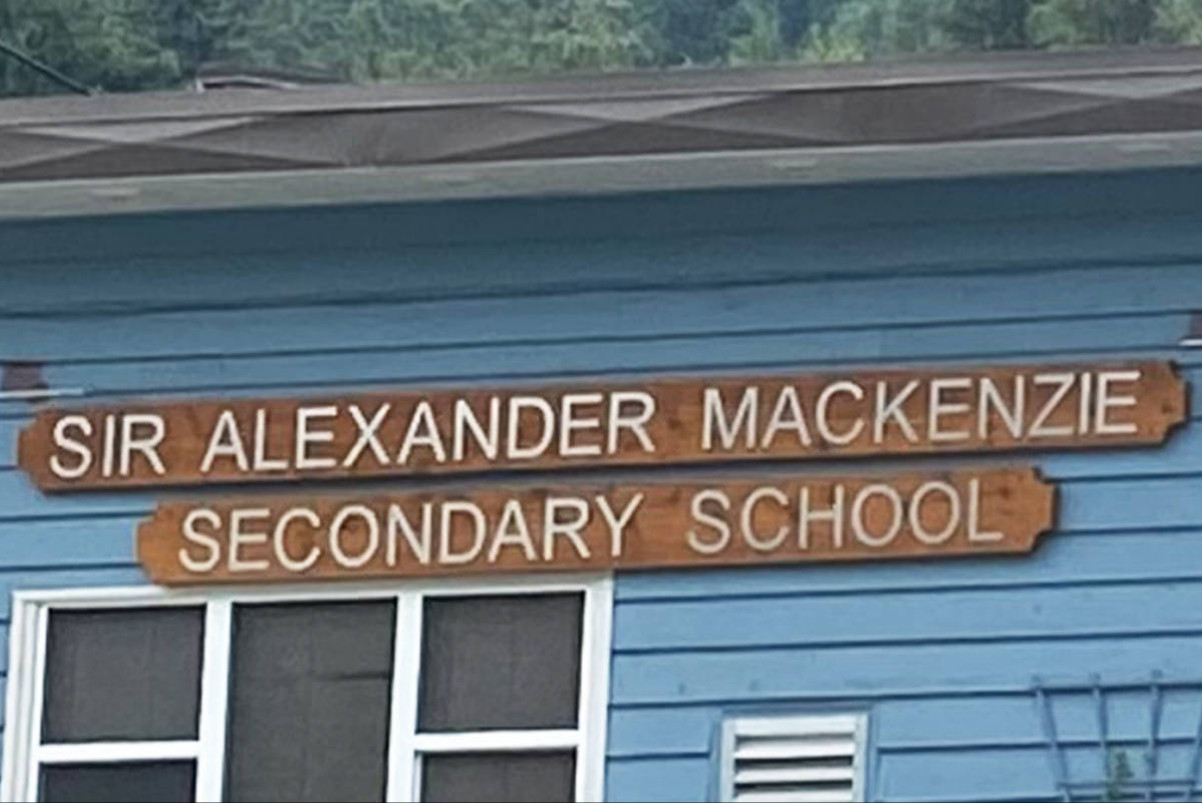 SIR ALEXANDER MACKENZIE
SECONDARY SCHOOL